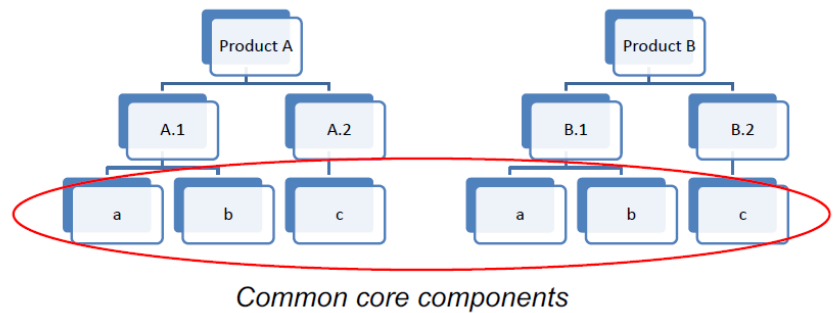 Product A
Product B
A.1
A.2
B.1
B.2
a
b
c
a
b
c
Common core components